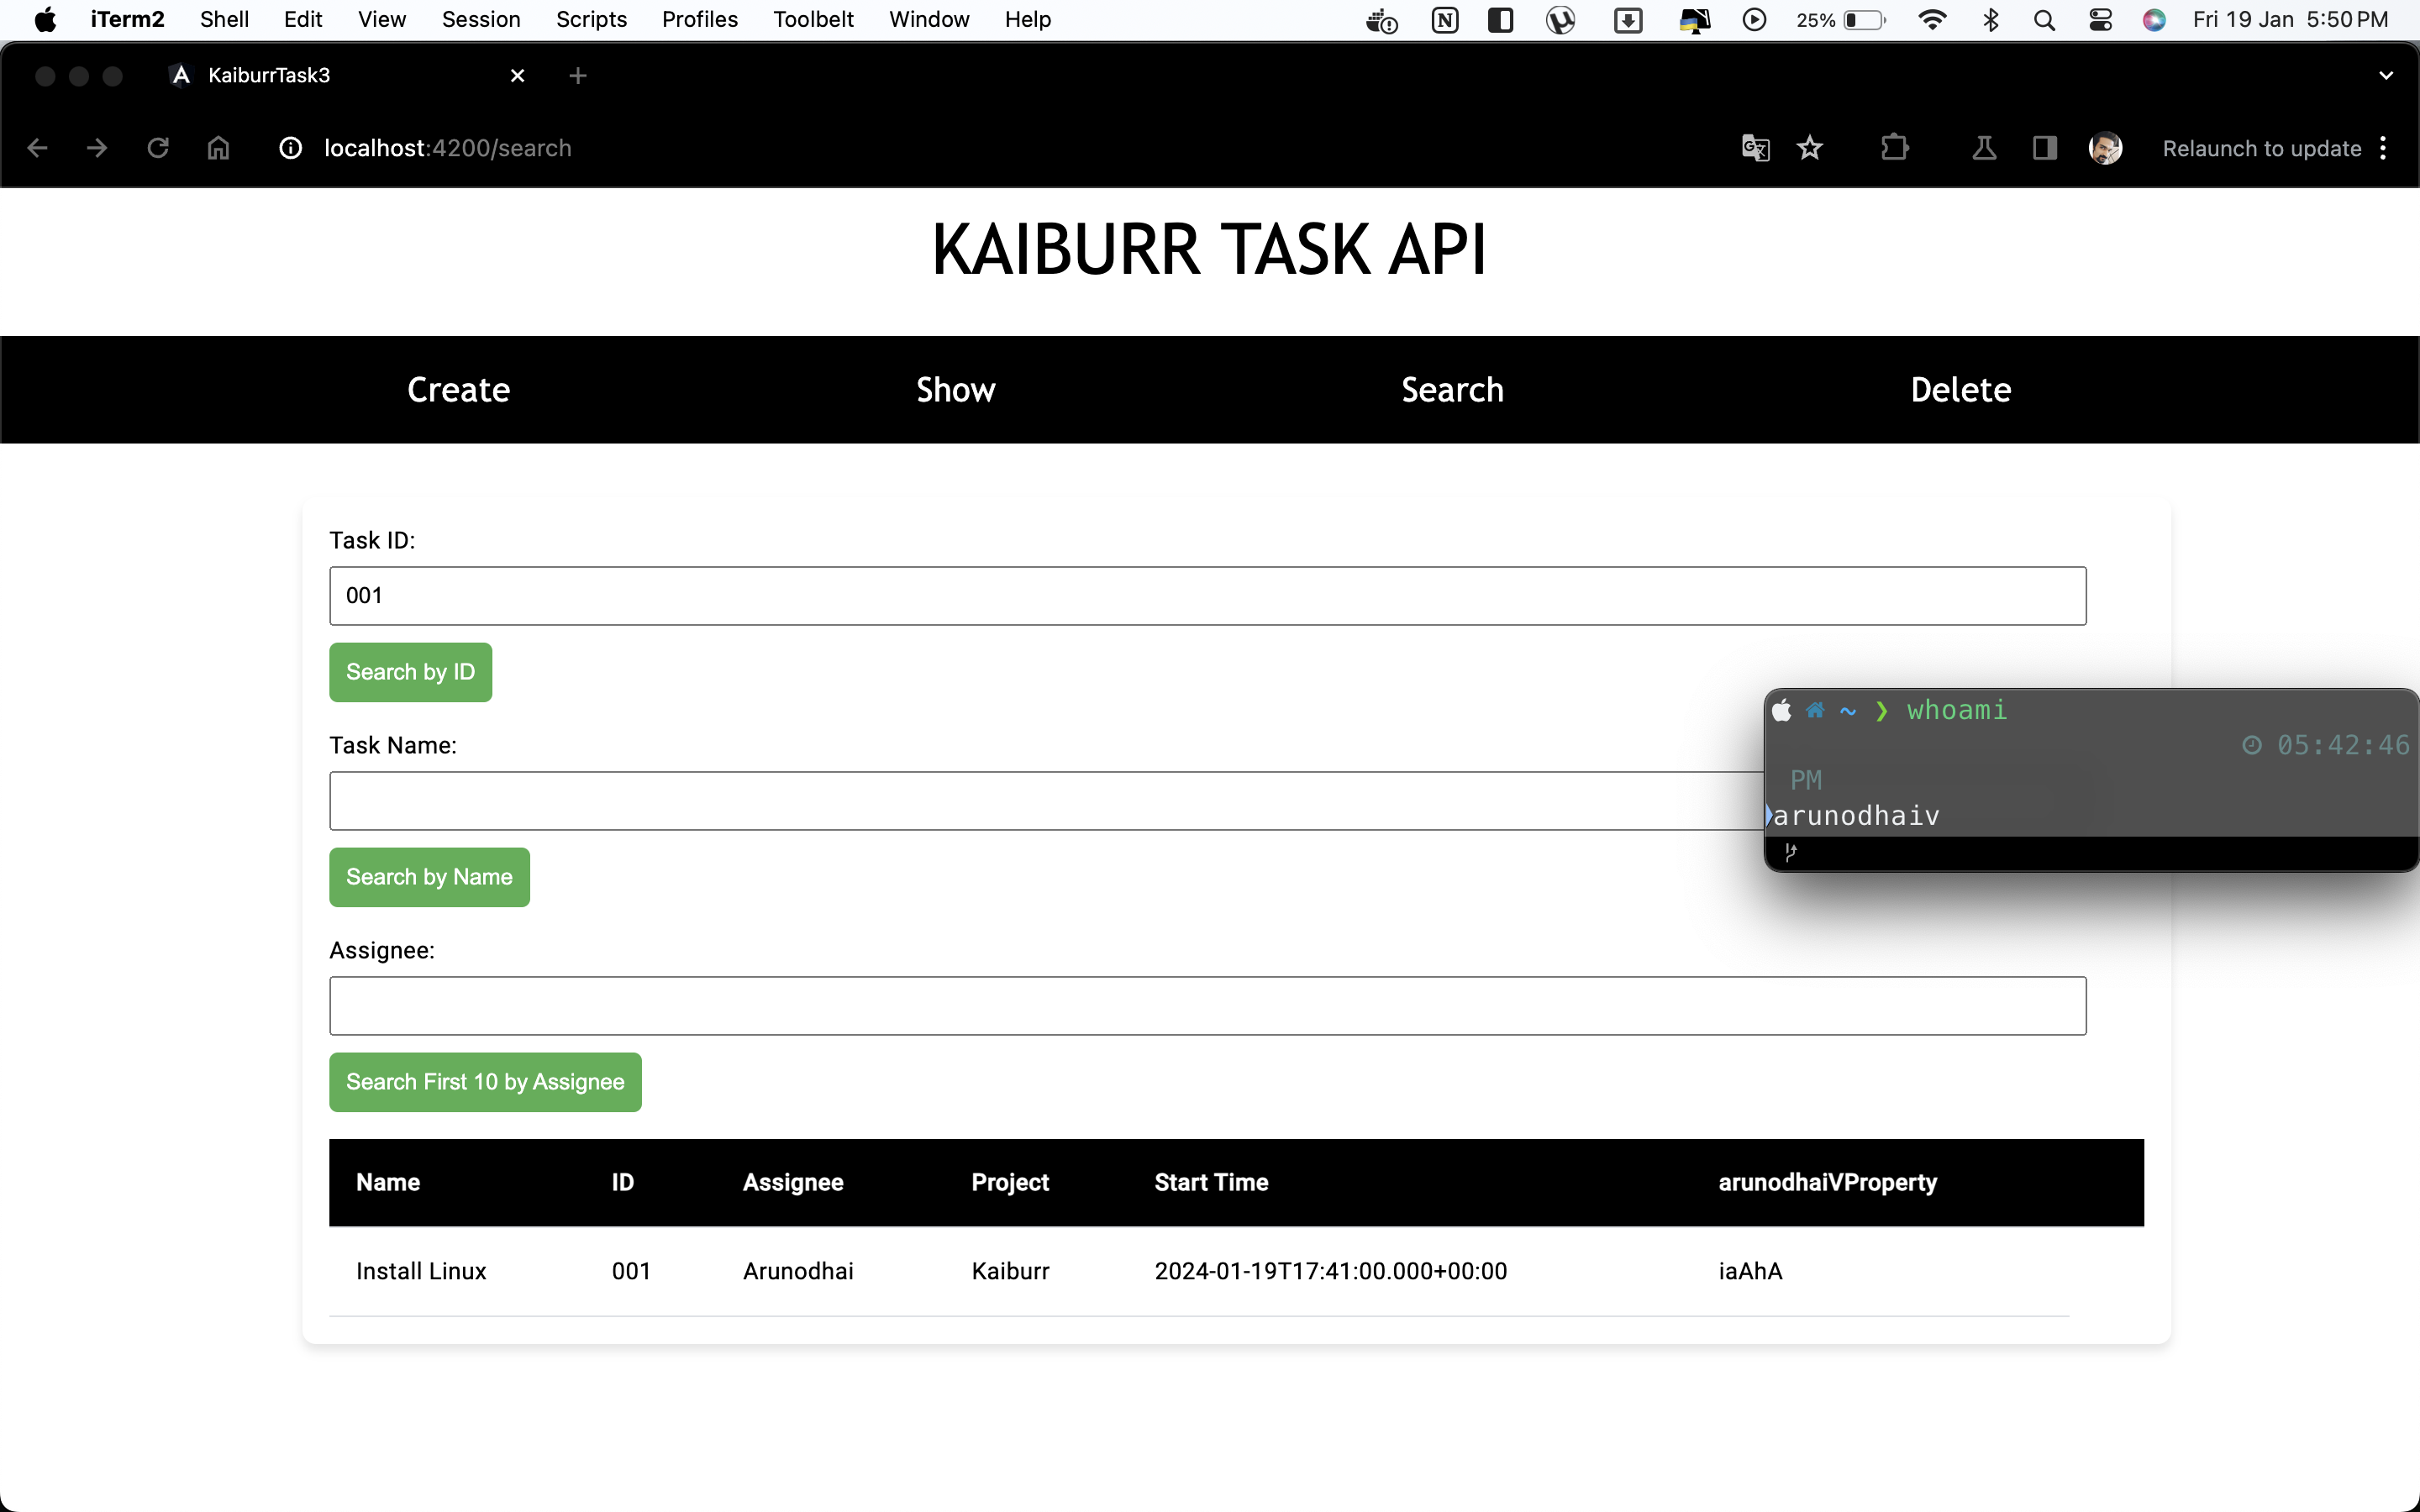 iTerm2 Shell Edit View Session Scripts Profiles Toolbelt Window Help 25% Fri 19 Jan 5:50 PM
KaiburrTask3
localhost:4200/search Relaunch to update
KAIBURR TASK API
Create Show Search Delete
Task ID:
001
Search by ID
Task Name:
Search by Name
Assignee:
Search First 10 by Assignee
Name ID Assignee Project Start Time arunodhaiVProperty
Install Linux 001 Arunodhai Kaiburr 2024-01-19T17:41:00.000+00:00 iaAhA
~ ❯ whoami
05:42:46
PM
arunodhaiv